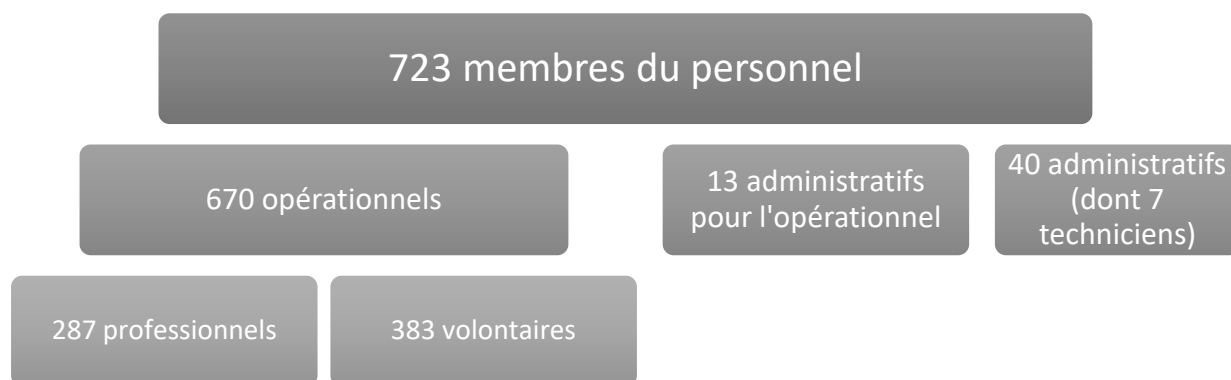 723 membres du personnel
670 opérationnels
13 administratifs
pour l'opérationnel
40 administratifs
(dont 7
techniciens)
287 professionnels
383 volontaires